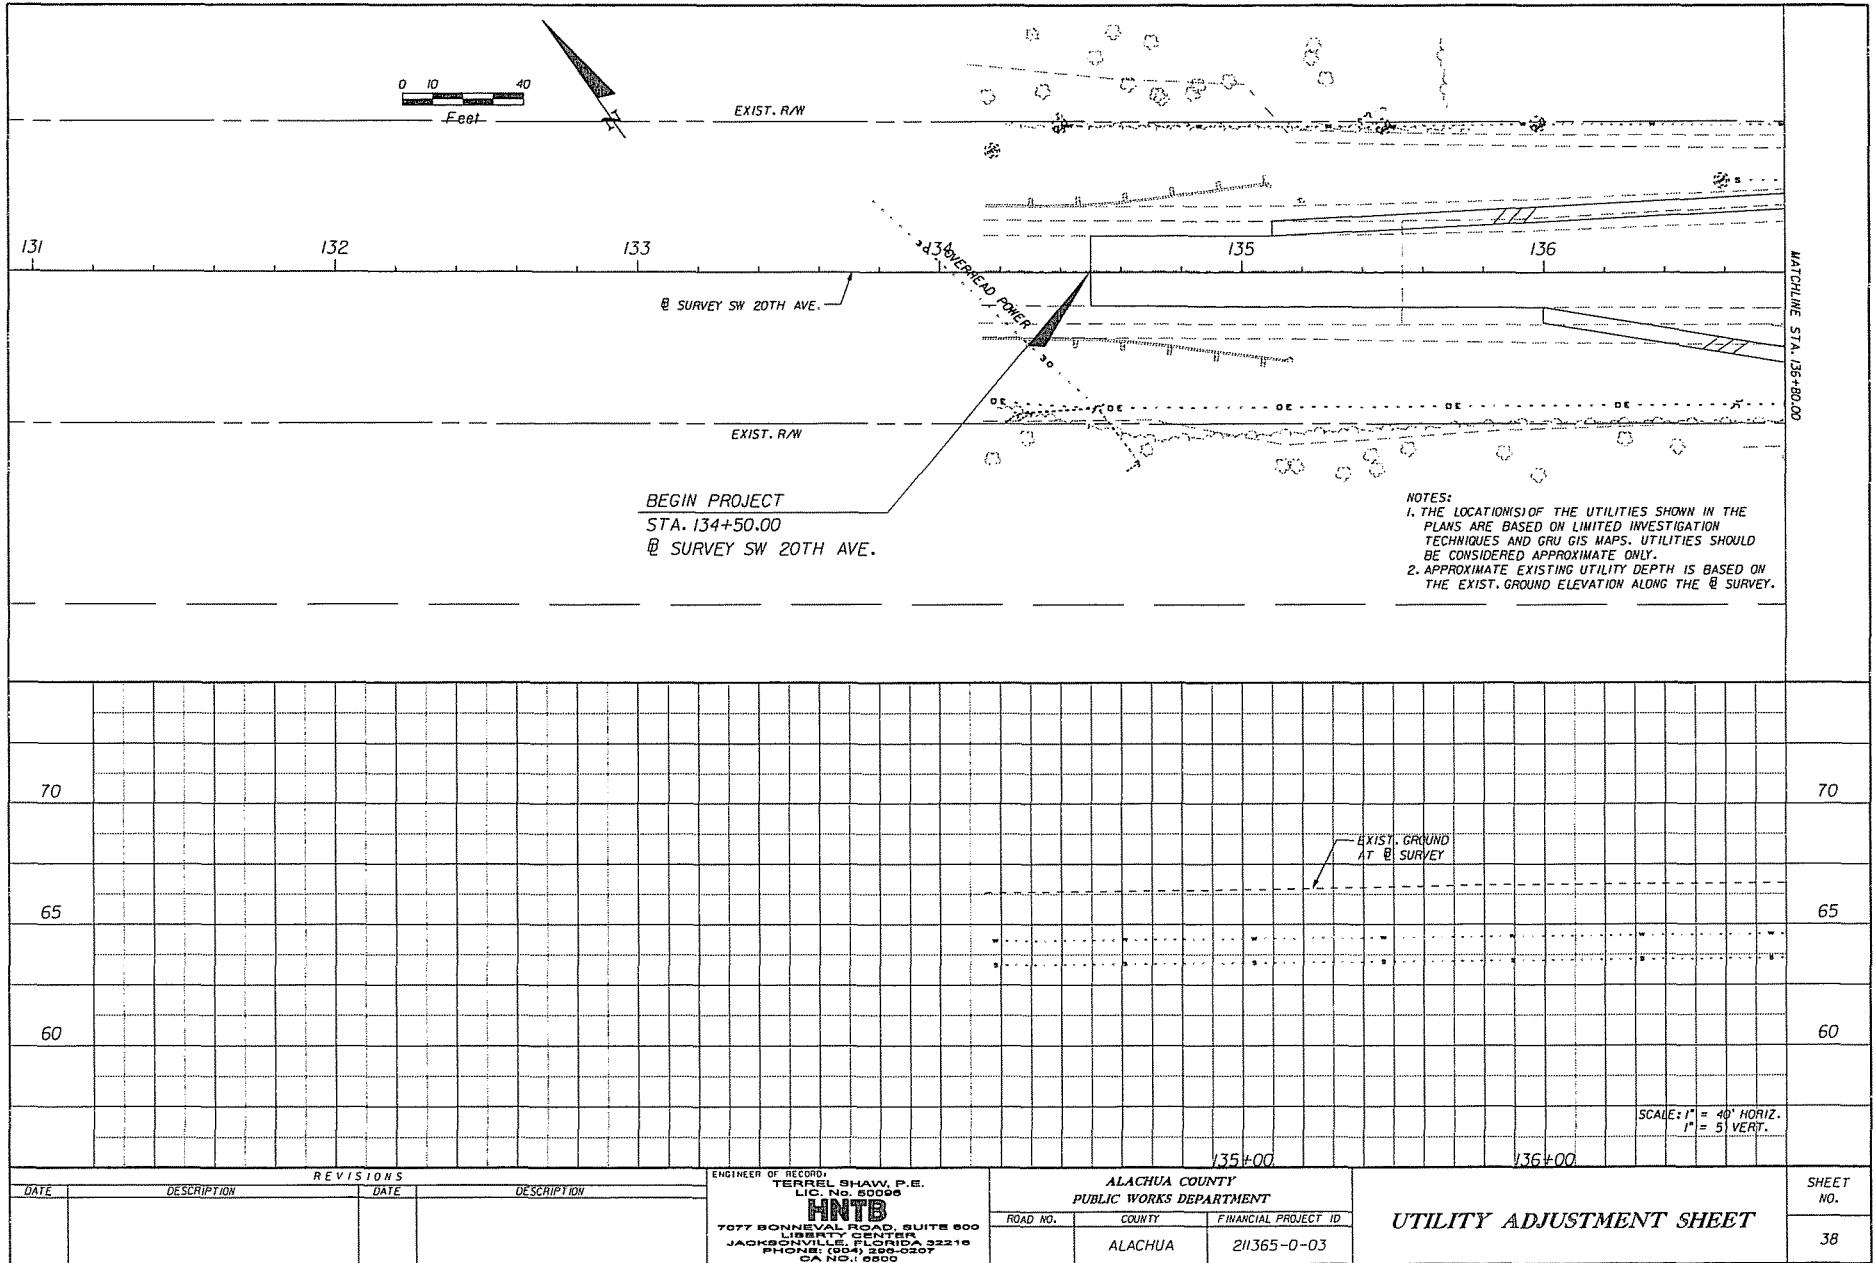 0 10 40
Feet
N
EXIST. R/W
131 132 133 134 135 136
OVERHEAD POWER
℄ SURVEY SW 20TH AVE.
S
OE OE OE OE OE
EXIST. R/W
MATCHLINE STA. 136+80.00
BEGIN PROJECT
STA. 134+50.00
℄ SURVEY SW 20TH AVE.
NOTES:
1. THE LOCATION(S) OF THE UTILITIES SHOWN IN THE
PLANS ARE BASED ON LIMITED INVESTIGATION
TECHNIQUES AND GRU GIS MAPS. UTILITIES SHOULD
BE CONSIDERED APPROXIMATE ONLY.
2. APPROXIMATE EXISTING UTILITY DEPTH IS BASED ON
THE EXIST. GROUND ELEVATION ALONG THE ℄ SURVEY.
70 70
EXIST. GROUND
AT ℄ SURVEY
65 65
W W W W W W W
S S S S S S S
60 60
SCALE: 1" = 40' HORIZ.
1" = 5' VERT.
135+00 136+00
REVISIONS
DATE DESCRIPTION DATE DESCRIPTION
ENGINEER OF RECORD:
TERREL SHAW, P.E.
LIC. No. 50096
HNTB
7077 BONNEVAL ROAD, SUITE 600
LIBERTY CENTER
JACKSONVILLE, FLORIDA 32216
PHONE: (904) 296-0207
CA NO.: 6500
ALACHUA COUNTY
PUBLIC WORKS DEPARTMENT
ROAD NO. COUNTY FINANCIAL PROJECT ID
ALACHUA 211365-0-03
UTILITY ADJUSTMENT SHEET
SHEET
NO.
38